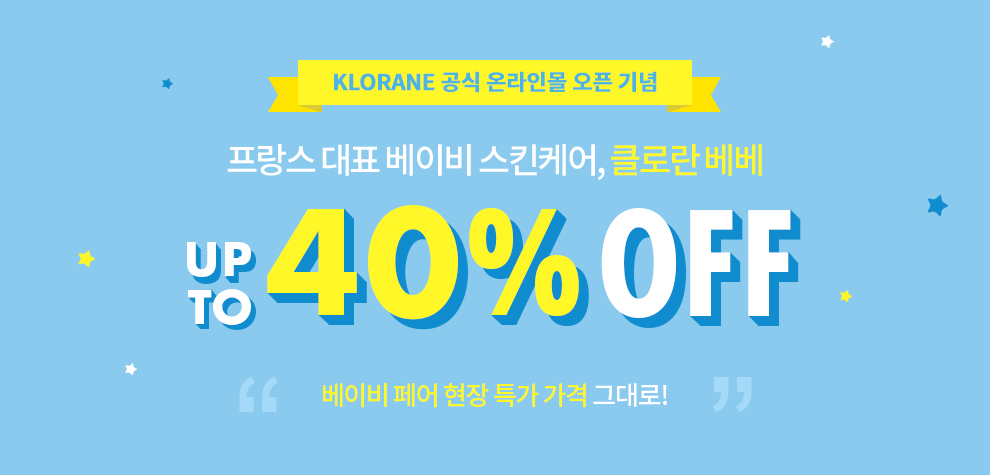 KLORANE 공식 온라인몰 오픈 기념
프랑스 대표 베이비 스킨케어, 클로란 베베
UP TO 40% OFF
“ 베이비 페어 현장 특가 가격 그대로! ”